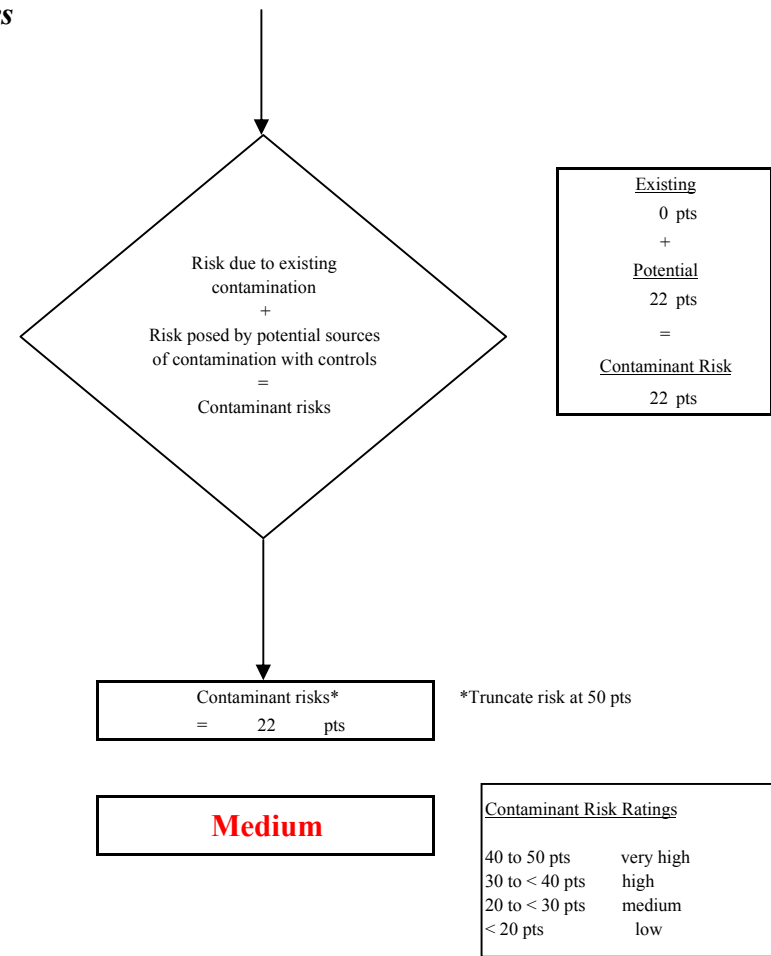 Risk due to existing
contamination
+
Risk posed by potential sources
of contamination with controls
=
Contaminant risks
Existing
0 pts
+
Potential
22 pts
=
Contaminant Risk
22 pts
Contaminant risks*
= 22 pts
*Truncate risk at 50 pts
Medium
Contaminant Risk Ratings
40 to 50 pts very high
30 to < 40 pts high
20 to < 30 pts medium
< 20 pts low